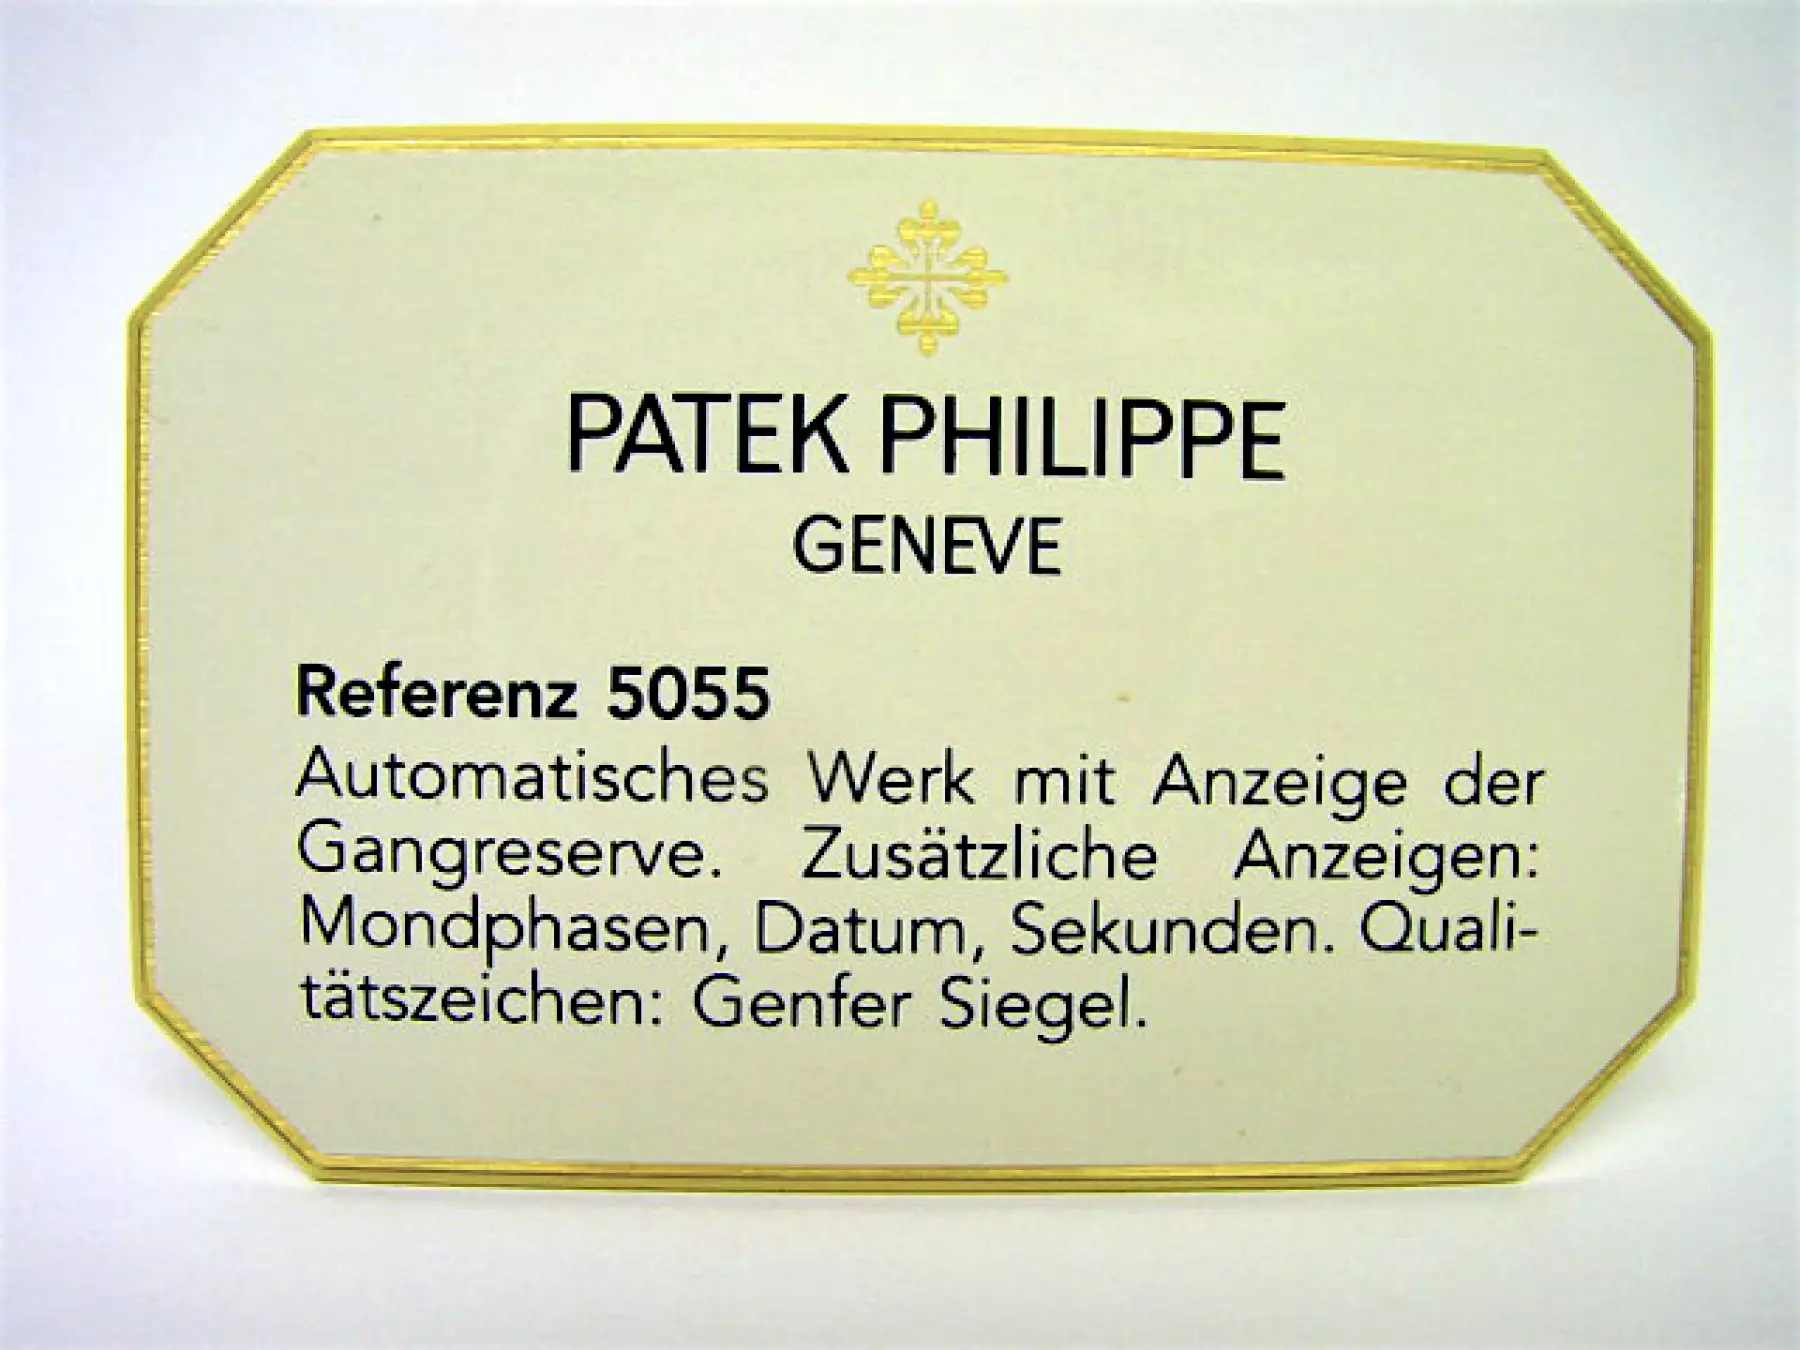 PATEK PHILIPPE
GENEVE
Referenz 5055
Automatisches Werk mit Anzeige der
Gangreserve. Zusätzliche Anzeigen:
Mondphasen, Datum, Sekunden. Quali-
tätszeichen: Genfer Siegel.